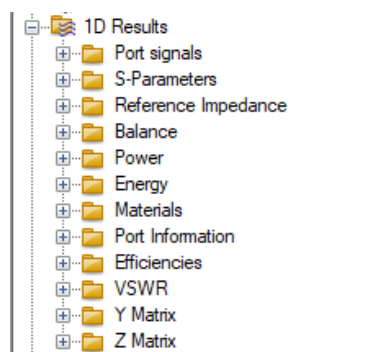 1D Results
Port signals
S-Parameters
Reference Impedance
Balance
Power
Energy
Materials
Port Information
Efficiencies
VSWR
Y Matrix
Z Matrix